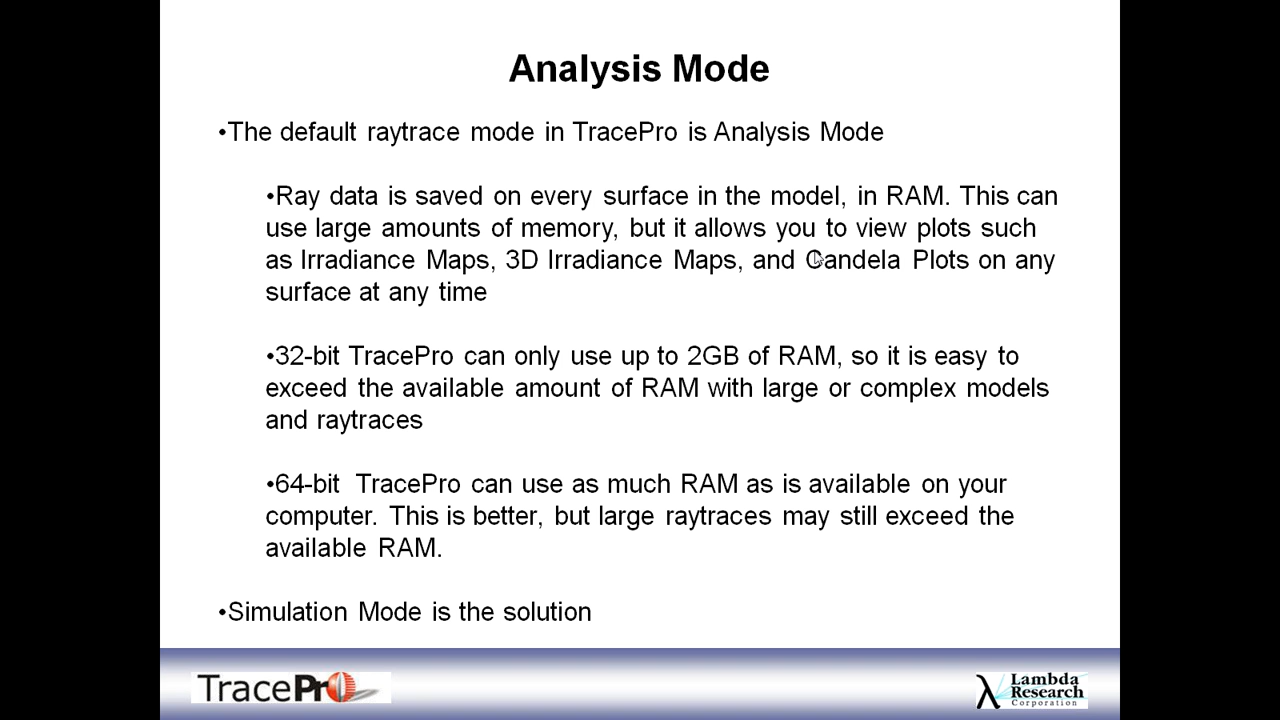 Analysis Mode
•The default raytrace mode in TracePro is Analysis Mode
•Ray data is saved on every surface in the model, in RAM. This can
use large amounts of memory, but it allows you to view plots such
as Irradiance Maps, 3D Irradiance Maps, and Candela Plots on any
surface at any time
•32-bit TracePro can only use up to 2GB of RAM, so it is easy to
exceed the available amount of RAM with large or complex models
and raytraces
•64-bit  TracePro can use as much RAM as is available on your
computer.  This is better, but large raytraces may still exceed the
available RAM.
•Simulation Mode is the solution
TracePro
Lambda
Research
Corporation